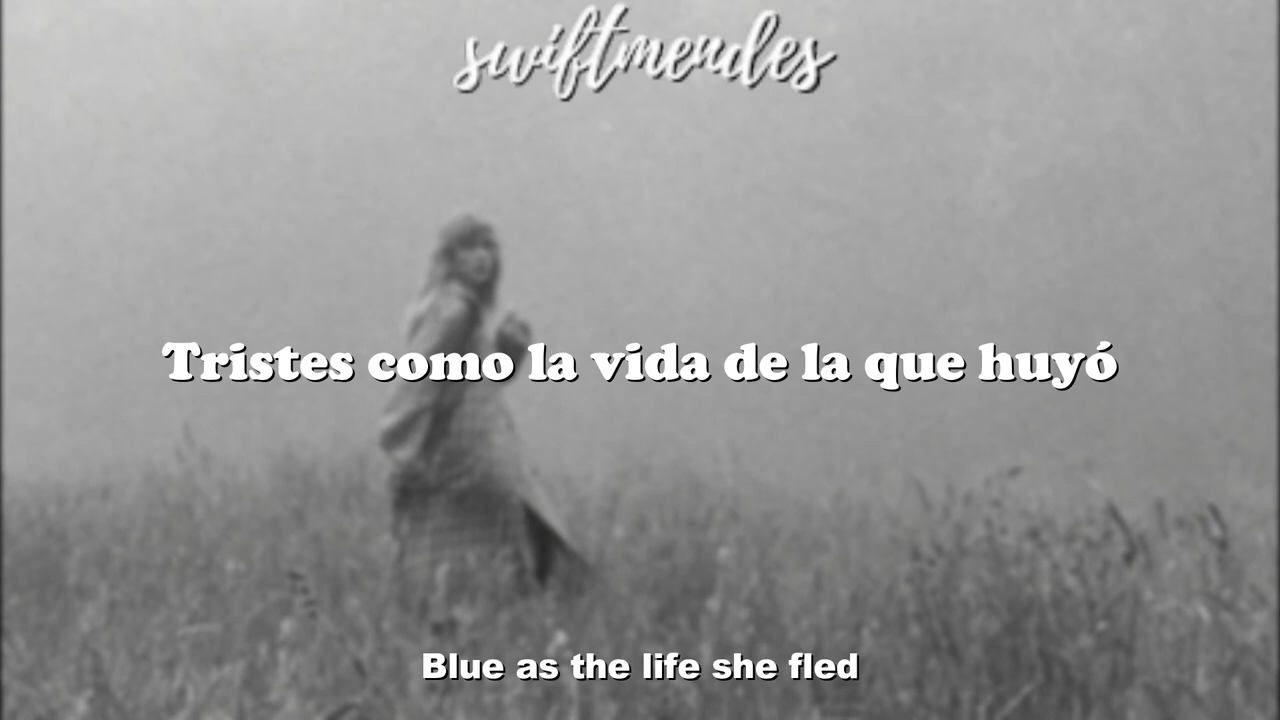 swiftmendes
Tristes como la vida de la que huyó
Blue as the life she fled